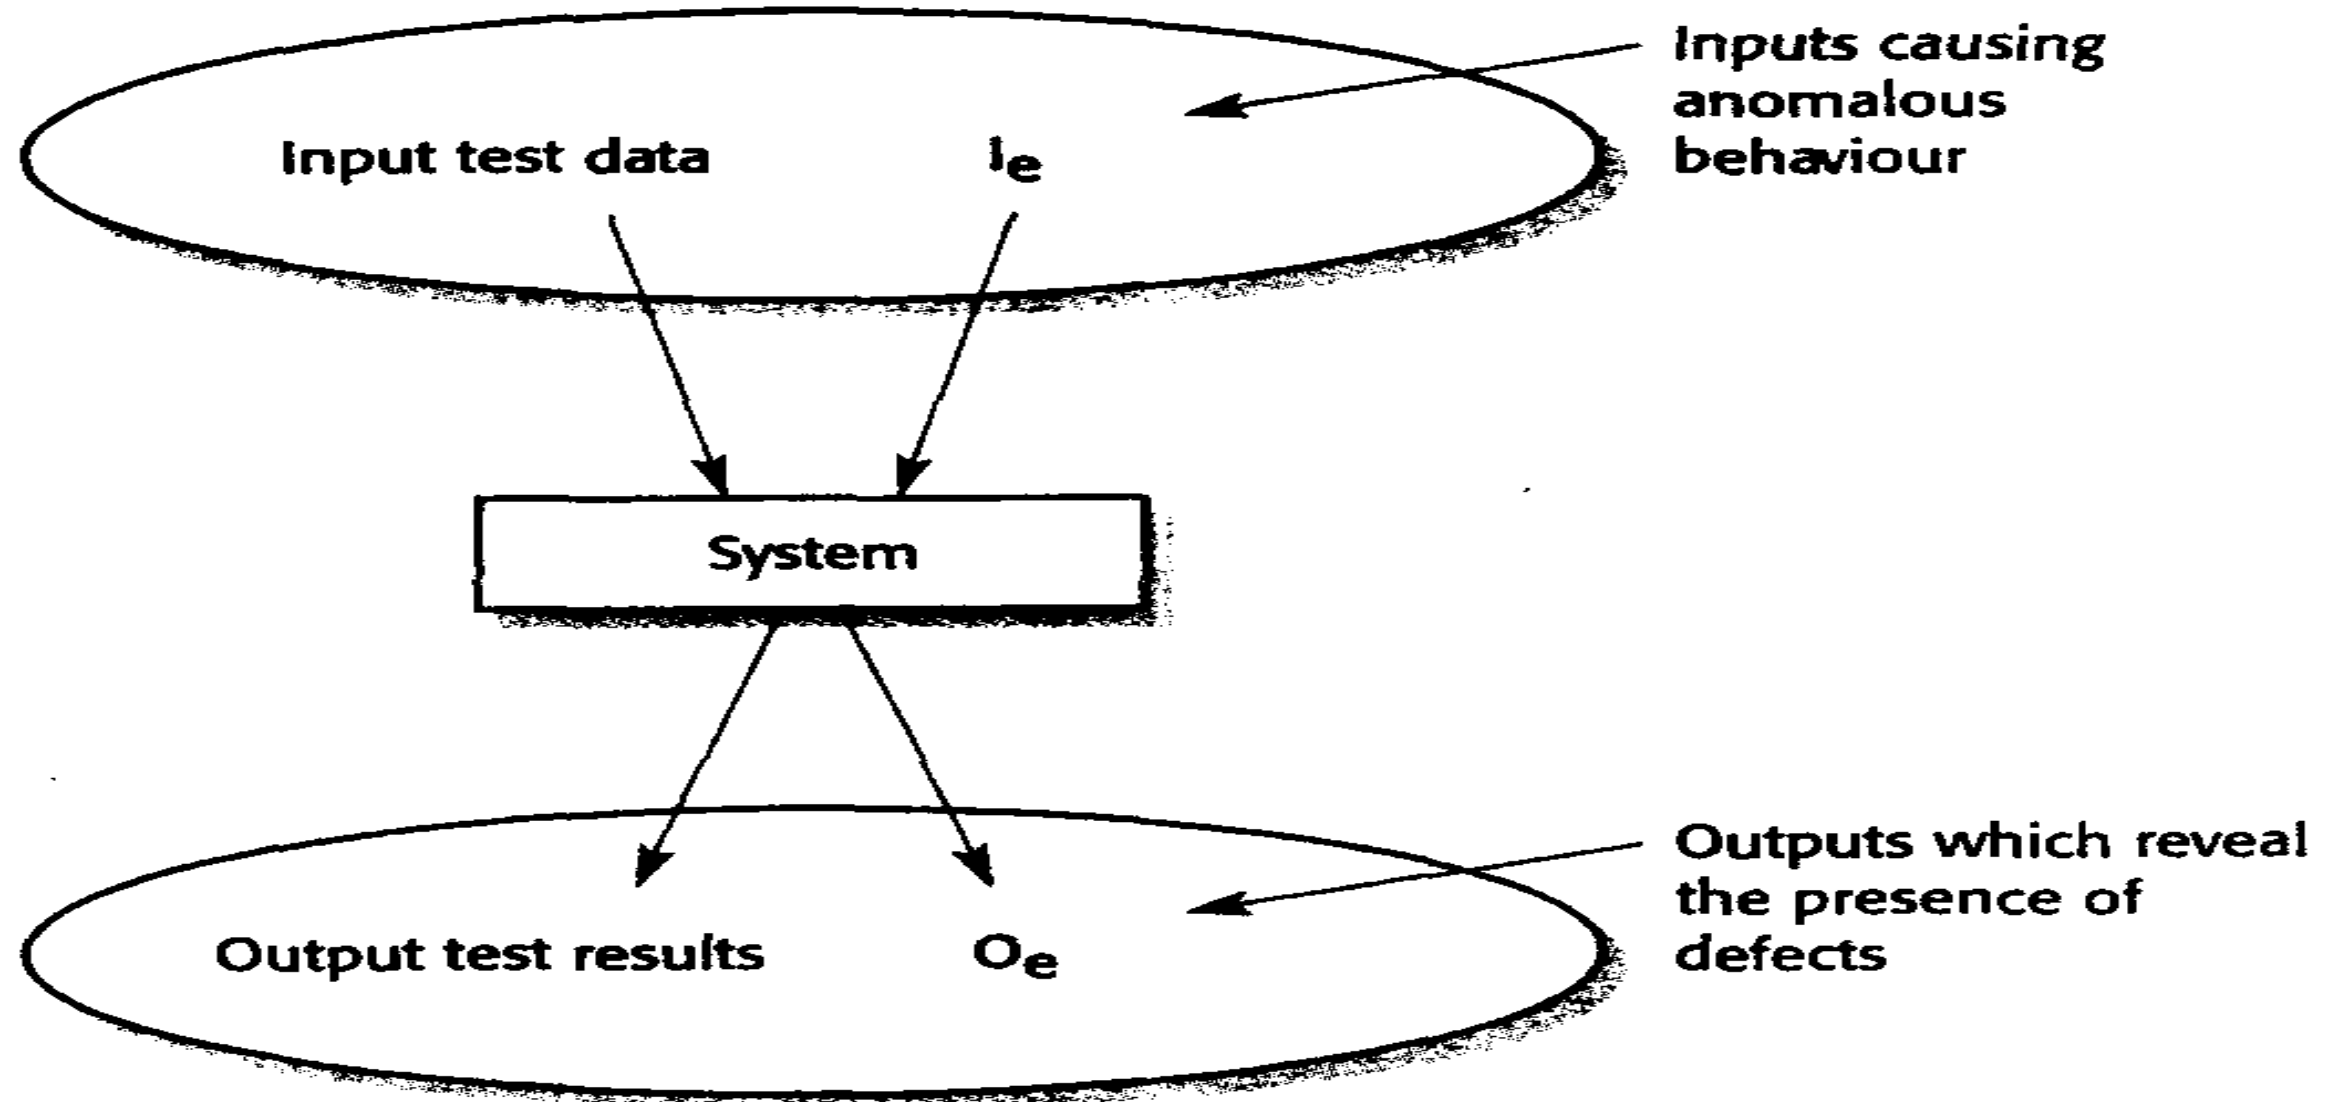 Inputs causing
anomalous
behaviour
Input test data
Ie
System
Outputs which reveal
the presence of
defects
Output test results
Oe